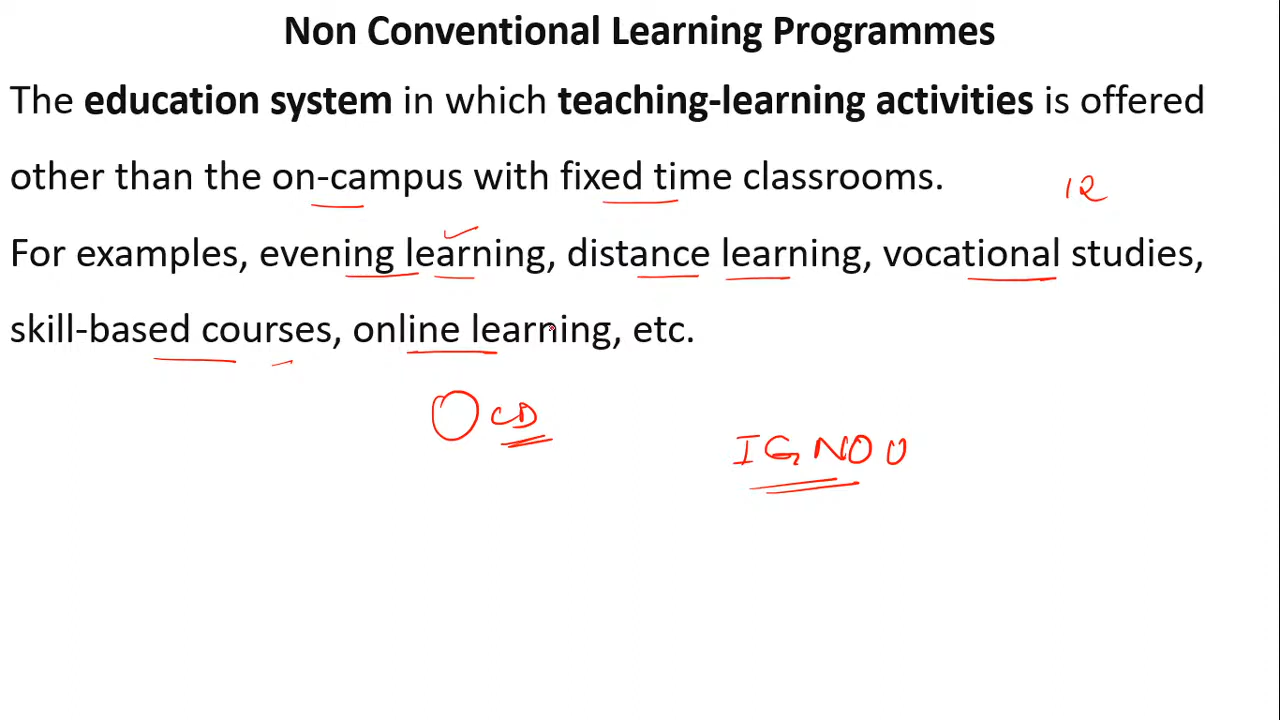 Non Conventional Learning Programmes
The education system in which teaching-learning activities is offered
other than the on-campus with fixed time classrooms.
12
For examples, evening learning, distance learning, vocational studies,
skill-based courses, online learning, etc.
OCD
IGNOU